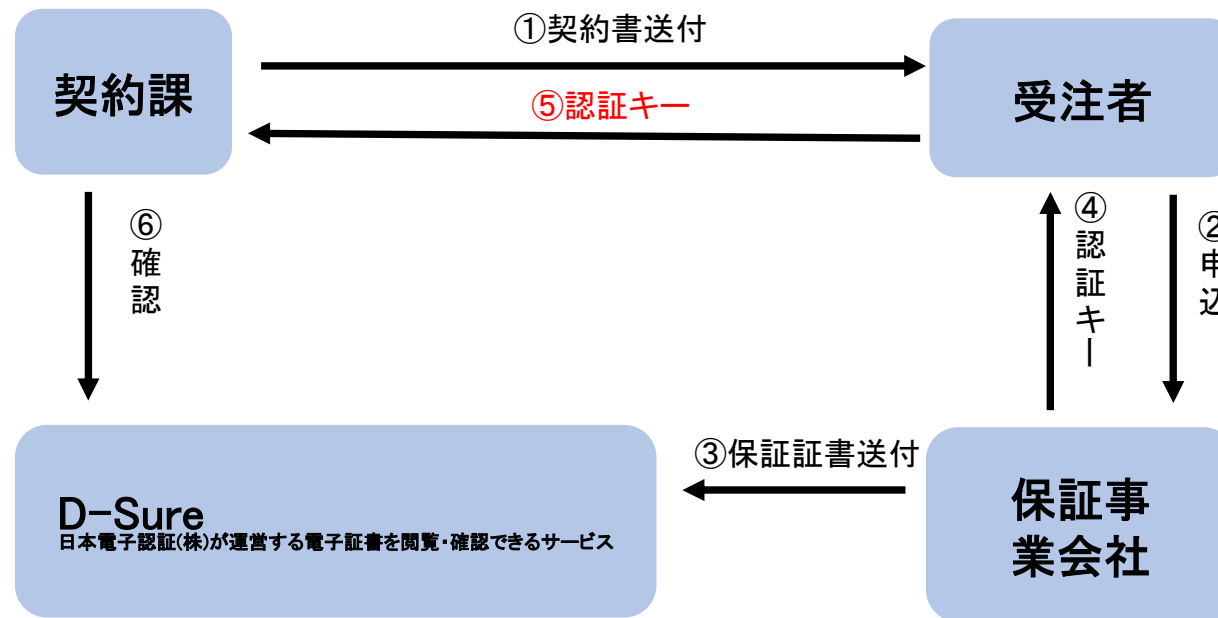 ①契約書送付
契約課
⑤認証キー
受注者
⑥確認
④認証キー
②申込
③保証証書送付
D-Sure
日本電子認証(株)が運営する電子証書を閲覧・確認できるサービス
保証事
業会社